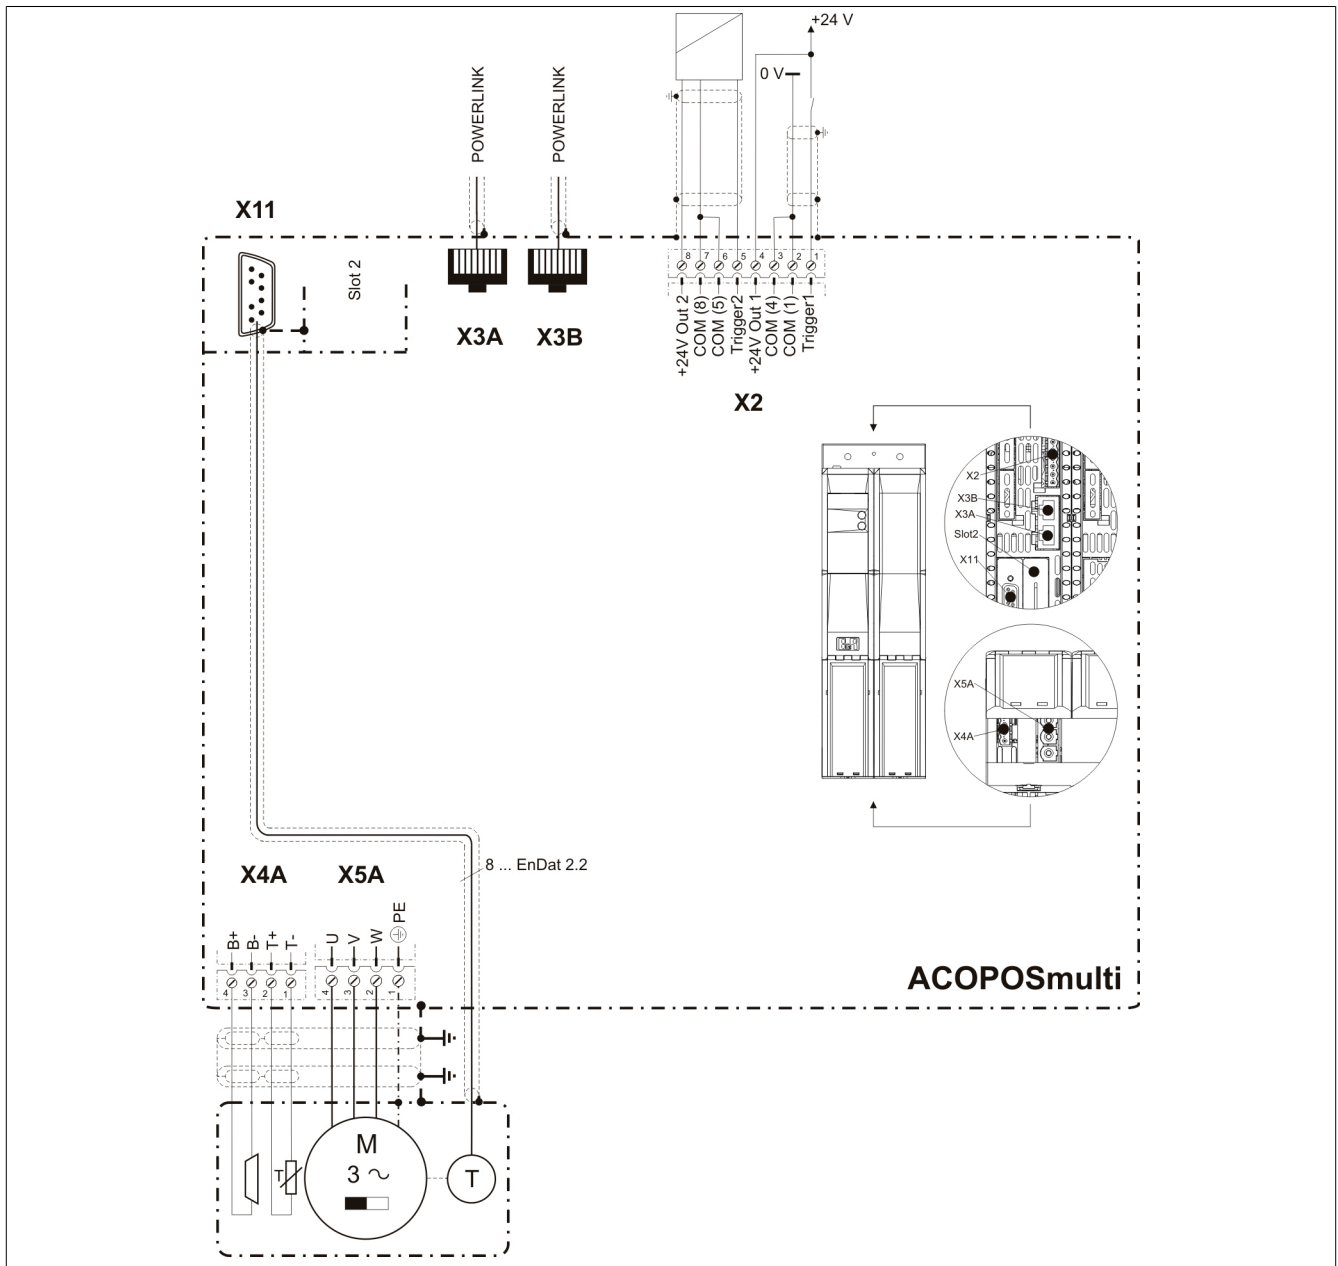 +24 V
0 V
POWERLINK
POWERLINK
X11
Slot 2
X3A
X3B
8 7 6 5 4 3 2 1
+24V Out 2
COM (8)
COM (5)
Trigger2
+24V Out 1
COM (4)
COM (1)
Trigger1
X2
X2
X3B
X3A
Slot2
X11
X5A
X4A
8 ... EnDat 2.2
X4A
X5A
B+
B-
T+
T-
U
V
W
PE
4 3 2 1
4 3 2 1
ACOPOSmulti
M
3 ~
T
T